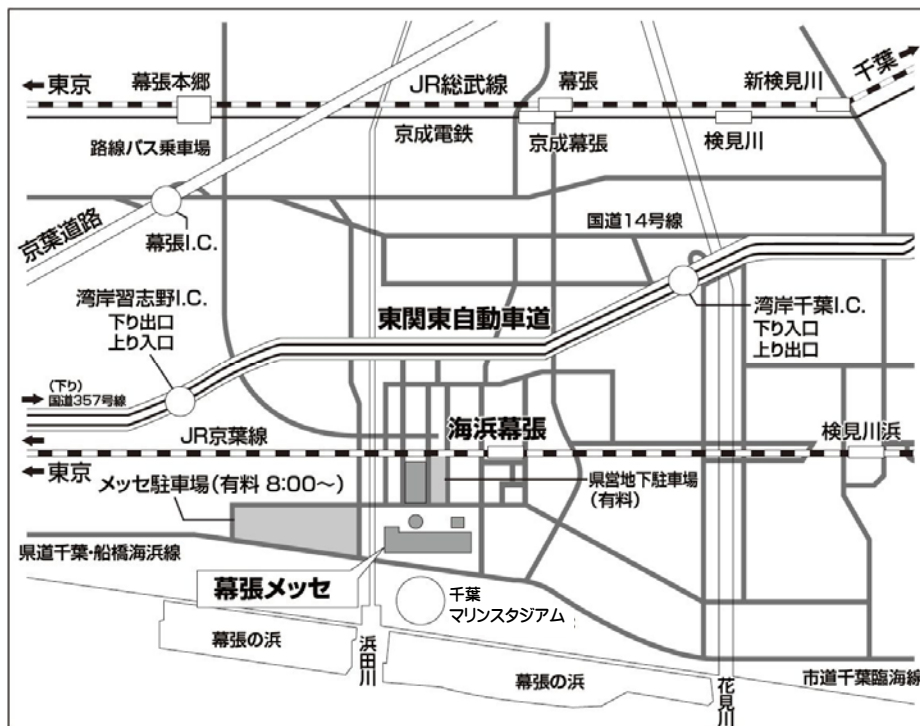 ← 東京
幕張本郷
JR総武線
幕張
新検見川
千葉 →
路線バス乗車場
京成電鉄
京成幕張
検見川
京葉道路
幕張I.C.
国道14号線
湾岸習志野I.C.
下り出口
上り入口
東関東自動車道
湾岸千葉I.C.
下り入口
上り出口
(下り)
→ 国道357号線
←
JR京葉線
海浜幕張
検見川浜
← 東京
メッセ駐車場(有料 8:00〜)
県営地下駐車場
(有料)
県道千葉・船橋海浜線
幕張メッセ
千葉
マリンスタジアム
幕張の浜
浜田川
幕張の浜
花見川
市道千葉臨海線